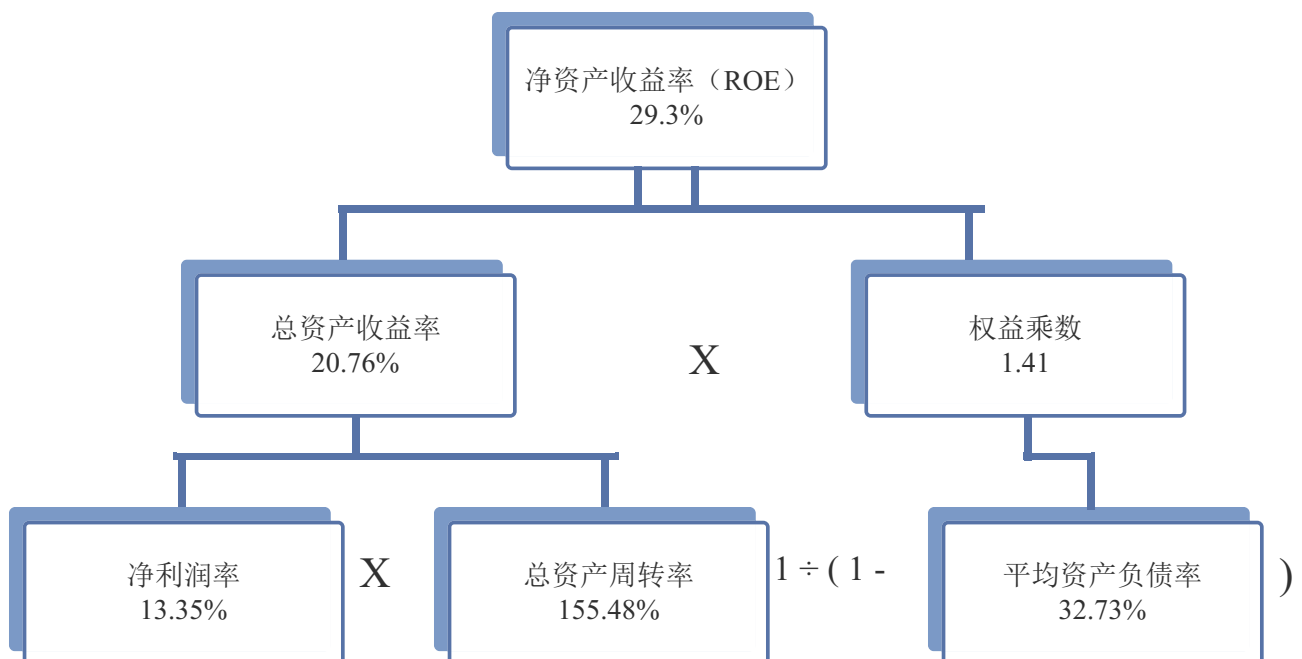 净资产收益率（ROE）
29.3%
总资产收益率
20.76%
X
权益乘数
1.41
净利润率
13.35%
X
总资产周转率
155.48%
1 ÷ ( 1 -
平均资产负债率
32.73%
)